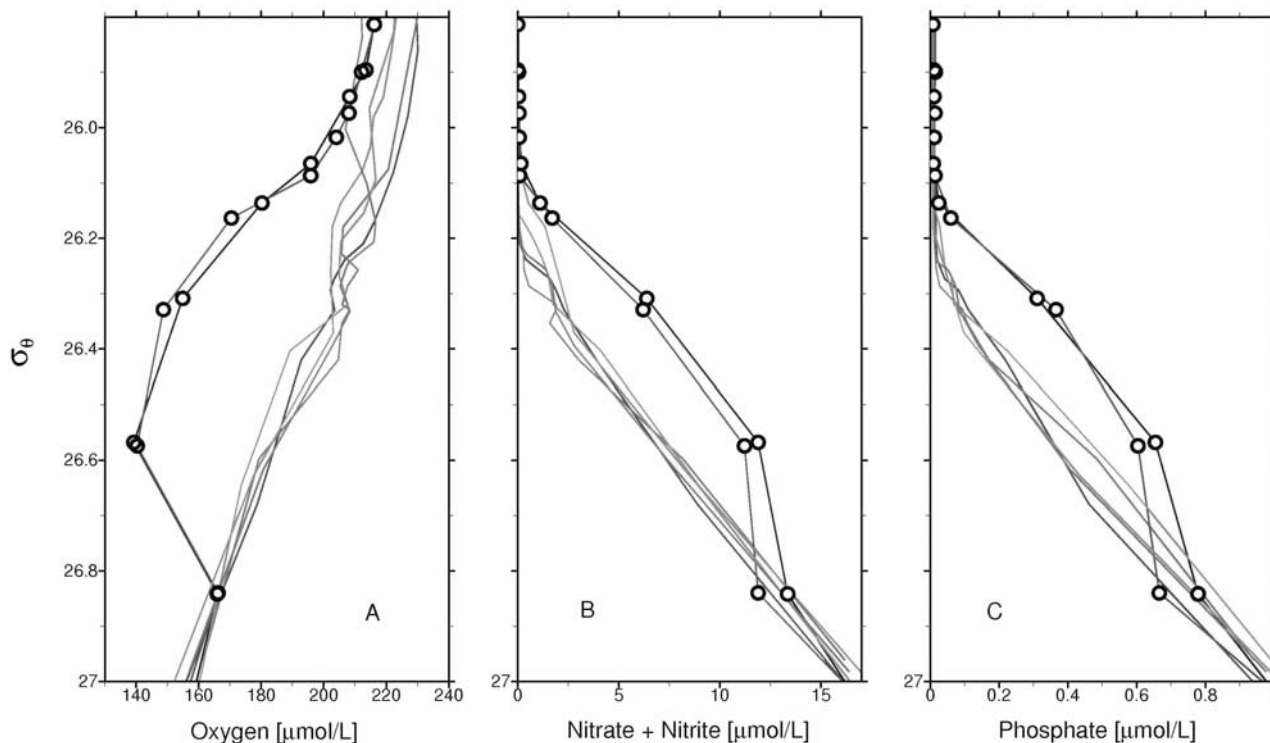 26.0
26.2
26.4
26.6
26.8
27
σθ
A
140 160 180 200 220 240
Oxygen [μmol/L]
B
27
0 5 10 15
Nitrate + Nitrite [μmol/L]
C
27
0 0.2 0.4 0.6 0.8
Phosphate [μmol/L]